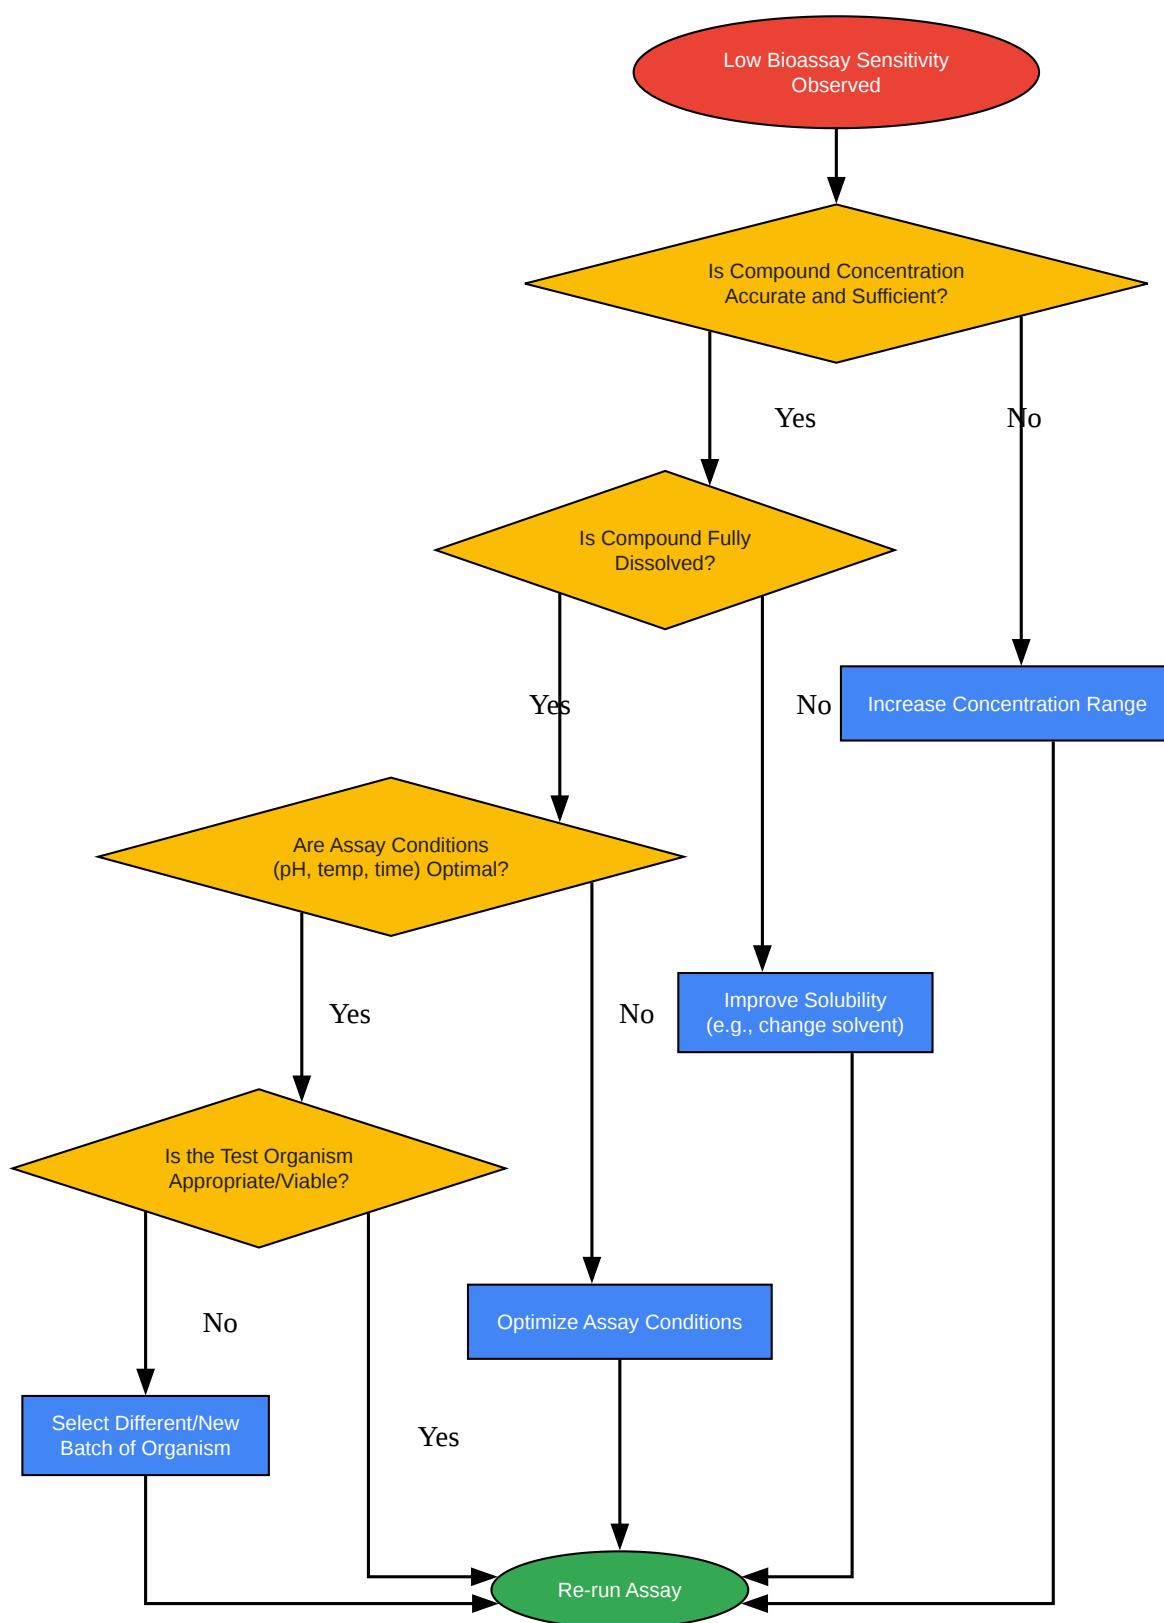 Low Bioassay Sensitivity
Observed
Is Compound Concentration
Accurate and Sufficient?
Yes
No
Is Compound Fully
Dissolved?
Yes
No
Increase Concentration Range
Are Assay Conditions
(pH, temp, time) Optimal?
Yes
No
Improve Solubility
(e.g., change solvent)
Is the Test Organism
Appropriate/Viable?
No
Optimize Assay Conditions
Select Different/New
Batch of Organism
Yes
Re-run Assay